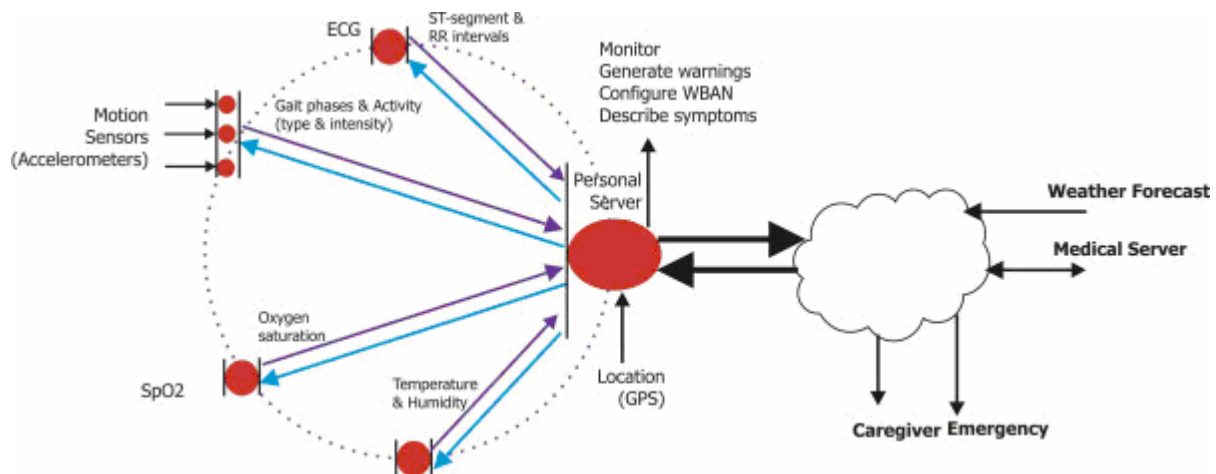 ECG
ST-segment &
RR intervals
Monitor
Generate warnings
Configure WBAN
Describe symptoms
Motion
Sensors
(Accelerometers)
Gait phases & Activity
(type & intensity)
Personal
Server
Weather Forecast
Medical Server
Oxygen
saturation
SpO2
Temperature
& Humidity
Location
(GPS)
Caregiver
Emergency